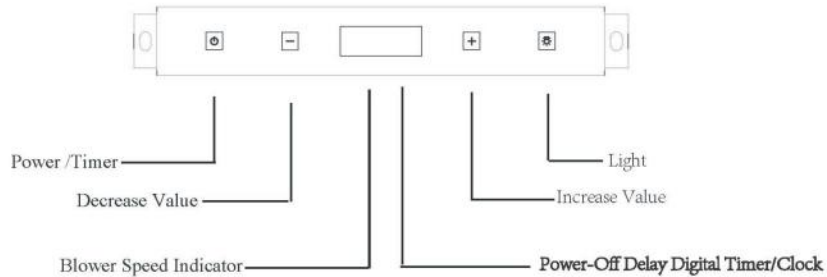 Power /Timer
Light
Decrease Value
Increase Value
Blower Speed Indicator
Power-Off Delay Digital Timer/Clock